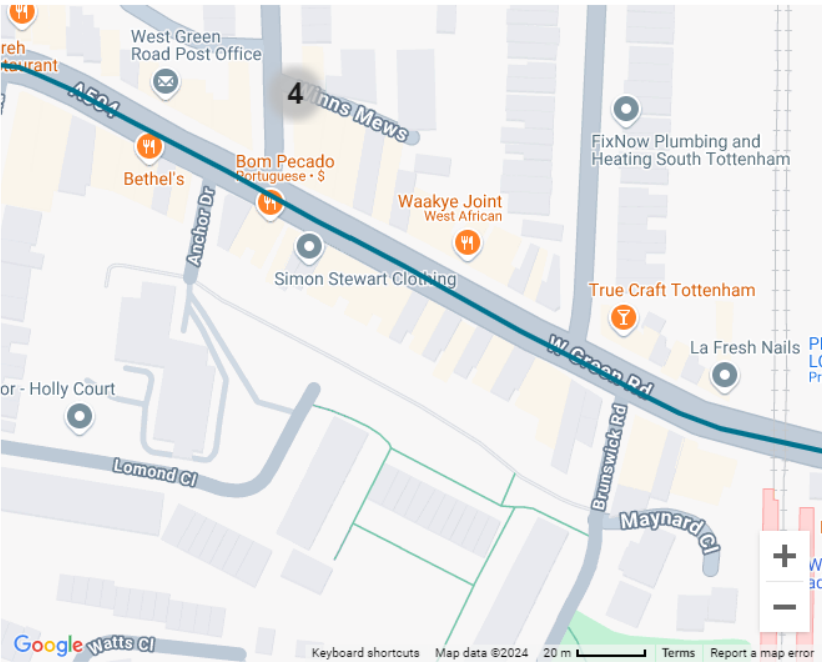 West Green
Road Post Office
reh
taurant
A504
4
Winns Mews
FixNow Plumbing and
Heating South Tottenham
Bethel's
Bom Pecado
Portuguese • $
Anchor Dr
Waakye Joint
West African
Simon Stewart Clothing
True Craft Tottenham
W Green Rd
La Fresh Nails
or - Holly Court
Lomond Cl
Brunswick Rd
Maynard Cl
+
−
Google
Watts Cl
Keyboard shortcuts
Map data ©2024
20 m
Terms
Report a map error